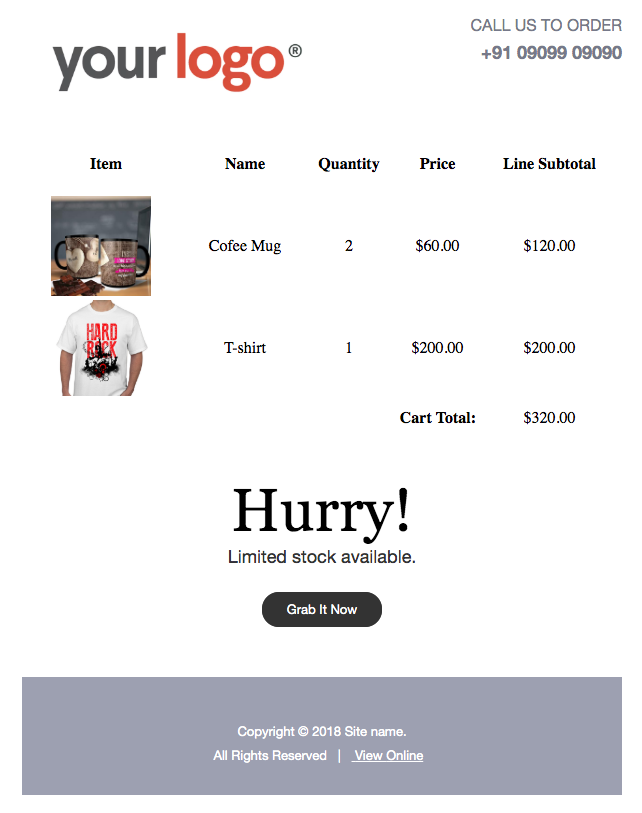 your logo®
CALL US TO ORDER
+91 09099 09090
Item Name Quantity Price Line Subtotal
Cofee Mug 2 $60.00 $120.00
HARD
ROCK
T-shirt 1 $200.00 $200.00
Cart Total: $320.00
Hurry!
Limited stock available.
Grab It Now
Copyright © 2018 Site name.
All Rights Reserved | View Online